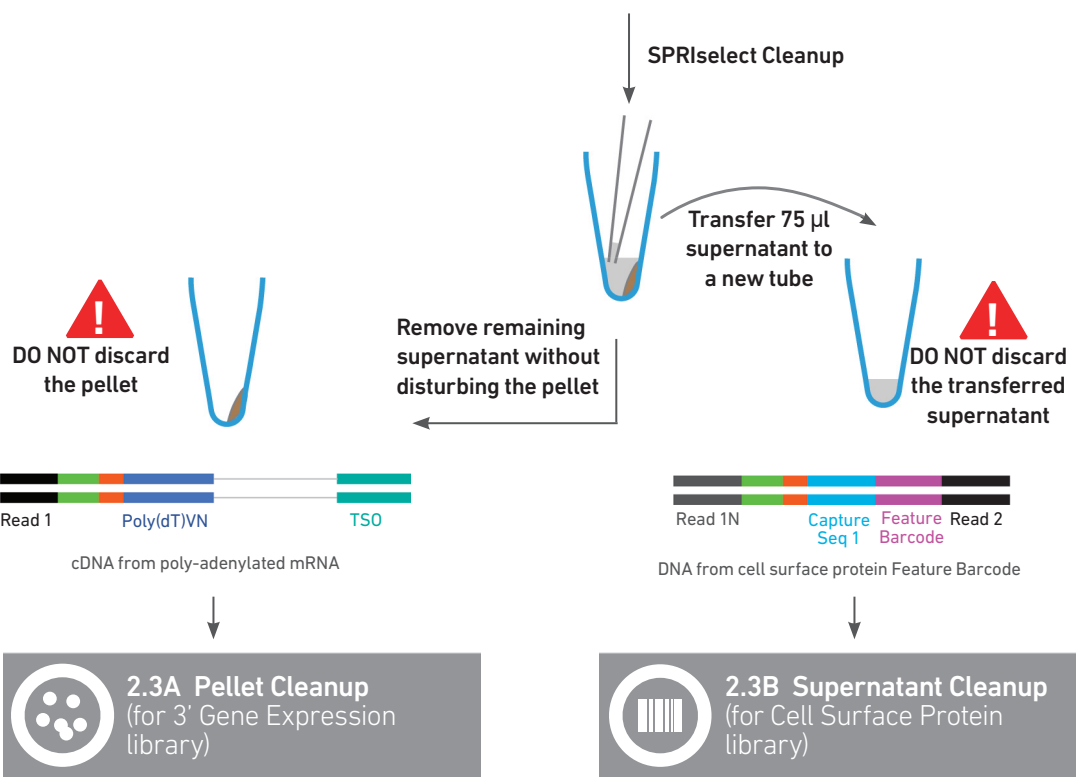 SPRIselect Cleanup
Transfer 75 µl
supernatant to
a new tube
!
DO NOT discard
the pellet
Remove remaining
supernatant without
disturbing the pellet
!
DO NOT discard
the transferred
supernatant
Read 1
Poly(dT)VN
TSO
cDNA from poly-adenylated mRNA
Read 1N
Capture
Seq 1
Feature
Barcode
Read 2
DNA from cell surface protein Feature Barcode
2.3A Pellet Cleanup
(for 3' Gene Expression
library)
2.3B Supernatant Cleanup
(for Cell Surface Protein
library)